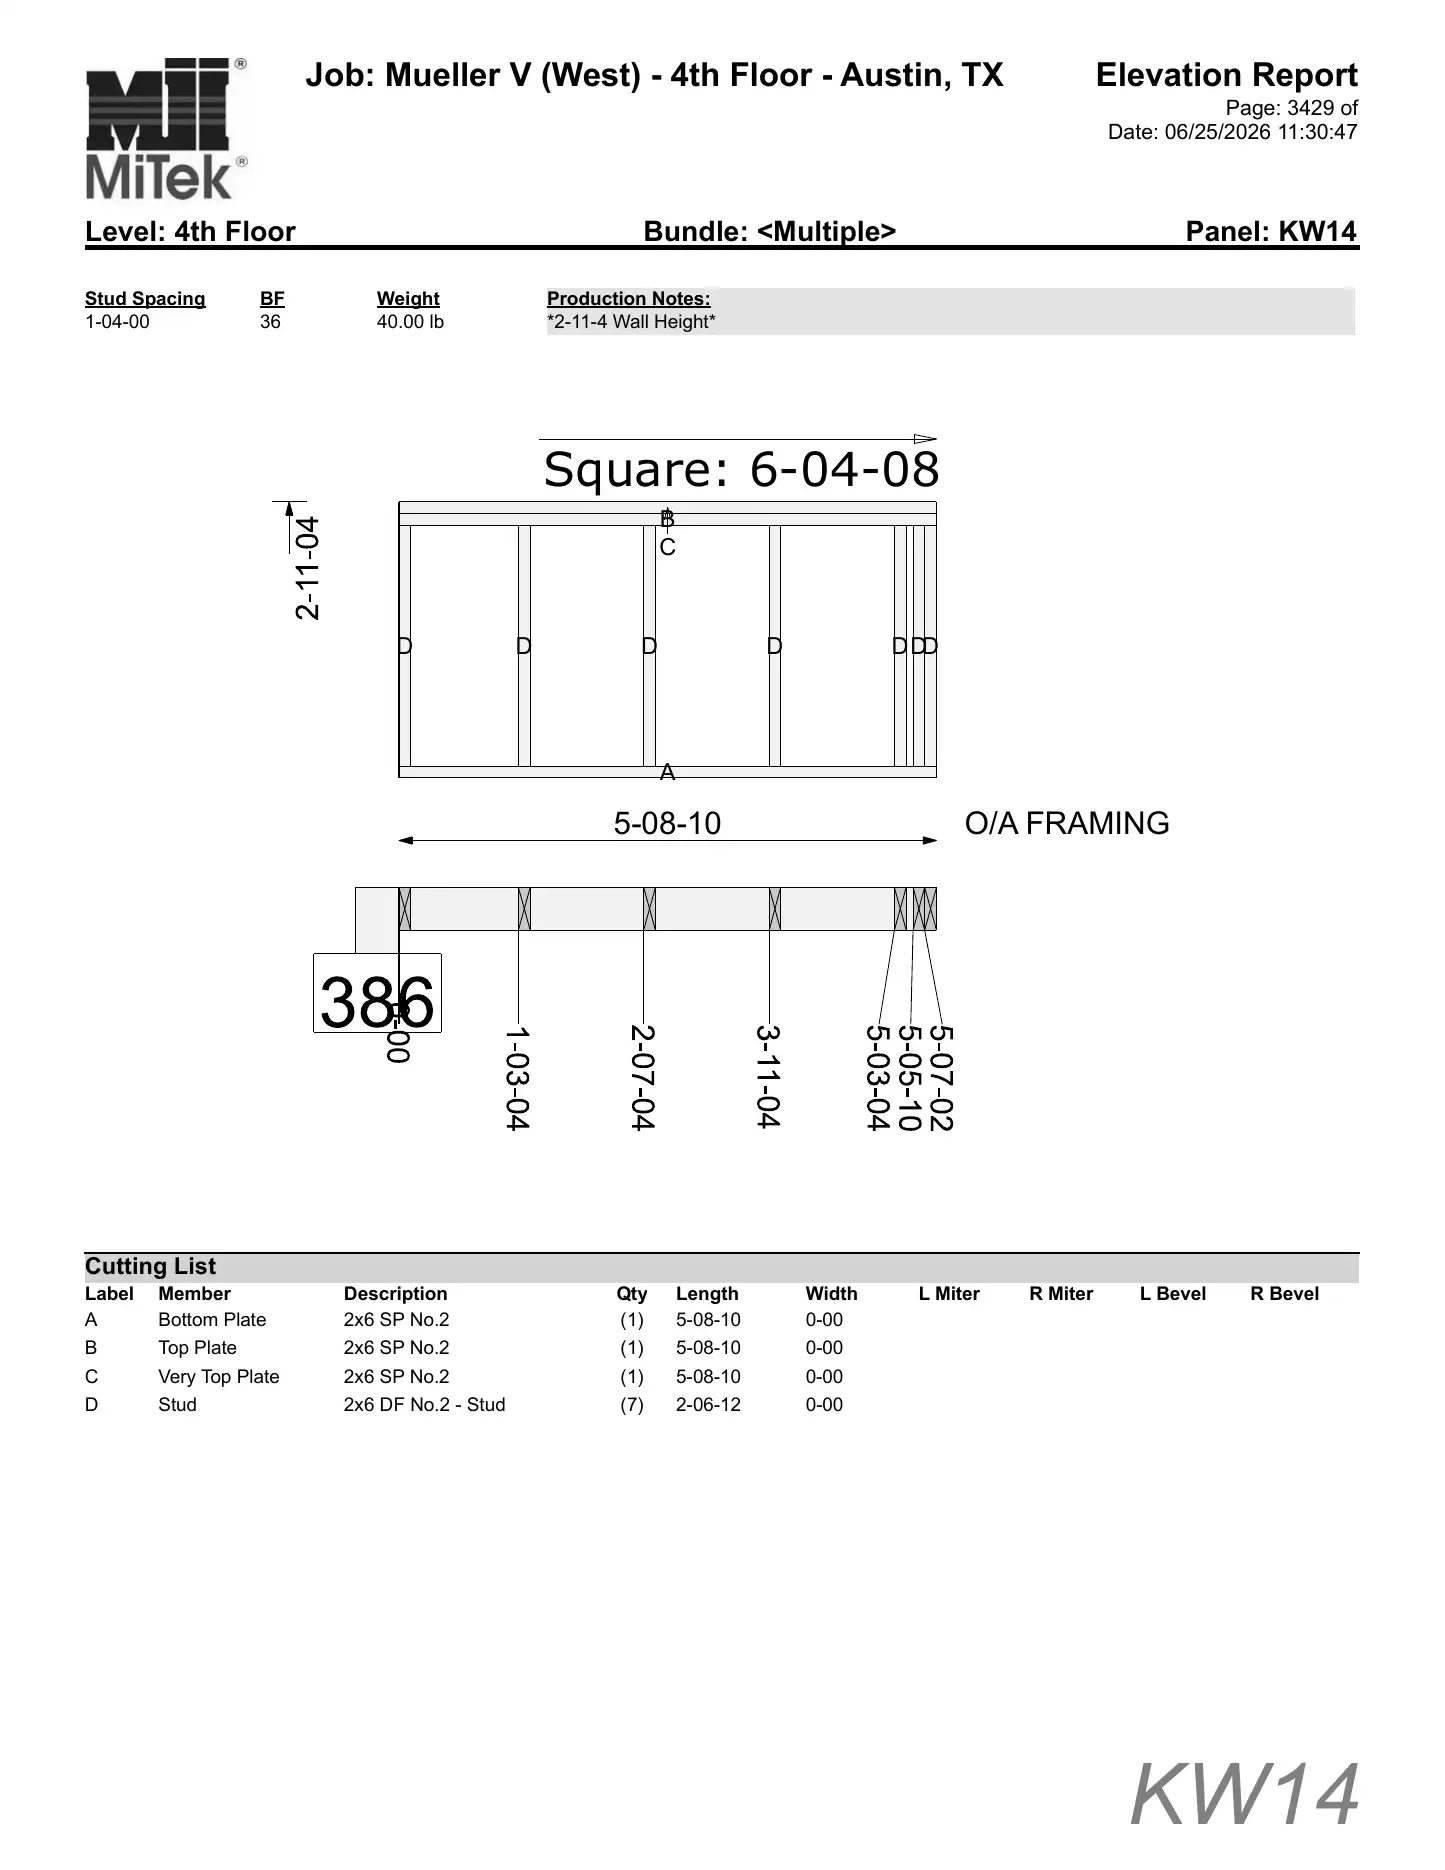 Job: Mueller V (West) - 4th Floor - Austin, TX
Elevation Report
Page: 3429 of
Date: 06/25/2026 11:30:47
MiTek®
Level: 4th Floor Bundle: <Multiple> Panel: KW14
Stud Spacing BF Weight Production Notes:
1-04-00 36 40.00 lb *2-11-4 Wall Height*
Square: 6-04-08
2-11-04
B
C
D D D D D D D
A
5-08-10 O/A FRAMING
386
0-00 1-03-04 2-07-04 3-11-04 5-03-04 5-05-10 5-07-02
Cutting List
Label Member Description Qty Length Width L Miter R Miter L Bevel R Bevel
A Bottom Plate 2x6 SP No.2 (1) 5-08-10 0-00
B Top Plate 2x6 SP No.2 (1) 5-08-10 0-00
C Very Top Plate 2x6 SP No.2 (1) 5-08-10 0-00
D Stud 2x6 DF No.2 - Stud (7) 2-06-12 0-00
KW14